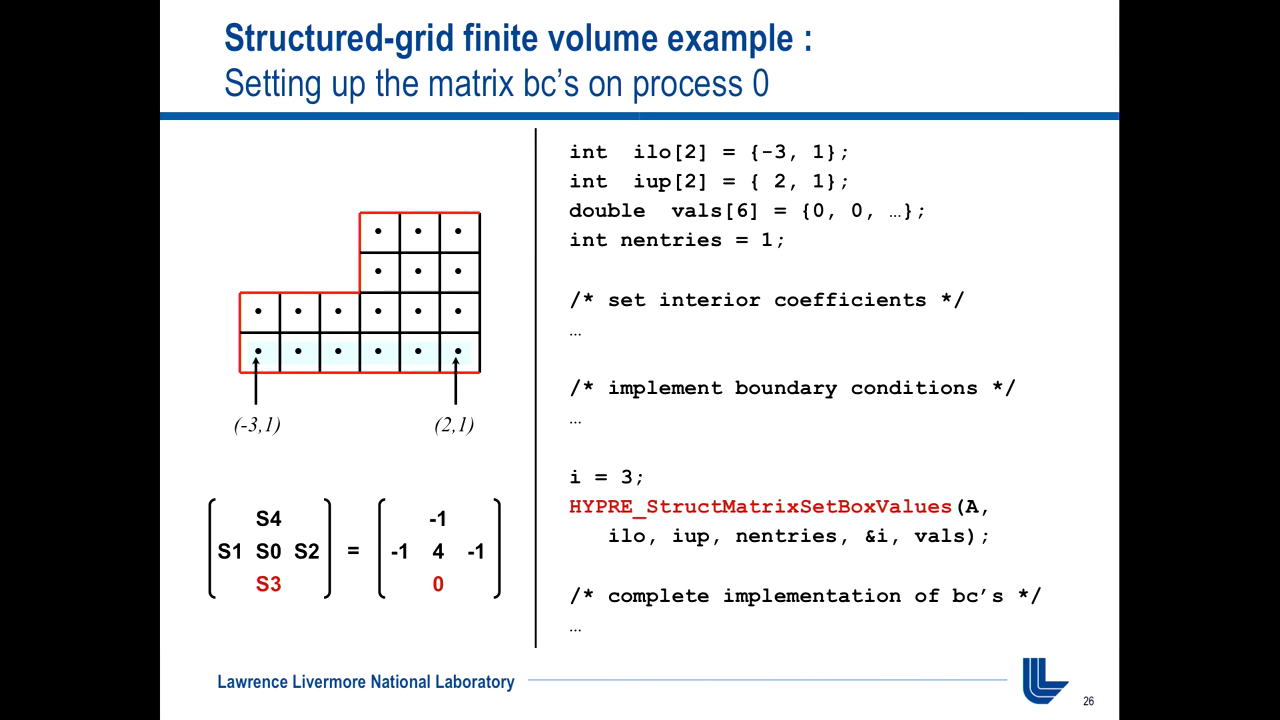 Structured-grid finite volume example :
Setting up the matrix bc’s on process 0
(-3,1)
(2,1)
S4
S1 S0 S2
S3
=
-1
-1 4 -1
0
int ilo[2] = {-3, 1};
int iup[2] = { 2, 1};
double vals[6] = {0, 0, …};
int nentries = 1;
/* set interior coefficients */
…
/* implement boundary conditions */
…
i = 3;
HYPRE_StructMatrixSetBoxValues(A,
ilo, iup, nentries, &i, vals);
/* complete implementation of bc’s */
…
Lawrence Livermore National Laboratory
26